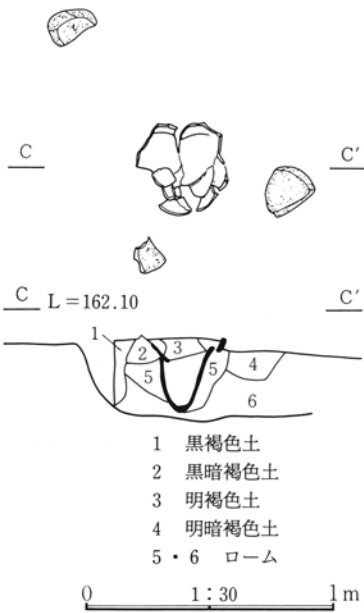 C C′
C L＝162.10 C′
1
2 3
5 5 4
6
1 黒褐色土
2 黒暗褐色土
3 明褐色土
4 明暗褐色土
5・6 ローム
0 1：30 1m